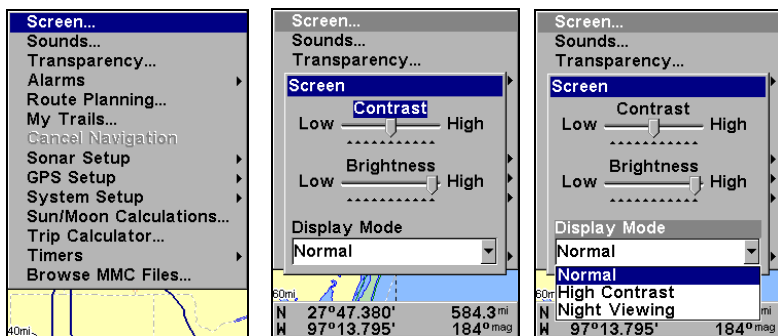 Screen...
Sounds...
Transparency...
Alarms
Route Planning...
My Trails...
Cancel Navigation
Sonar Setup
GPS Setup
System Setup
Sun/Moon Calculations...
Trip Calculator...
Timers
Browse MMC Files...
40mi
Screen...
Sounds...
Transparency...
Screen
Contrast
Low High
Brightness
Low High
Display Mode
Normal
60mi
N 27°47.380' 584.3 mi
W 97°13.795' 184° mag
Screen...
Sounds...
Transparency...
Screen
Contrast
Low High
Brightness
Low High
Display Mode
Normal
Normal
High Contrast
Night Viewing
mi
W 97°13.795' 184° mag